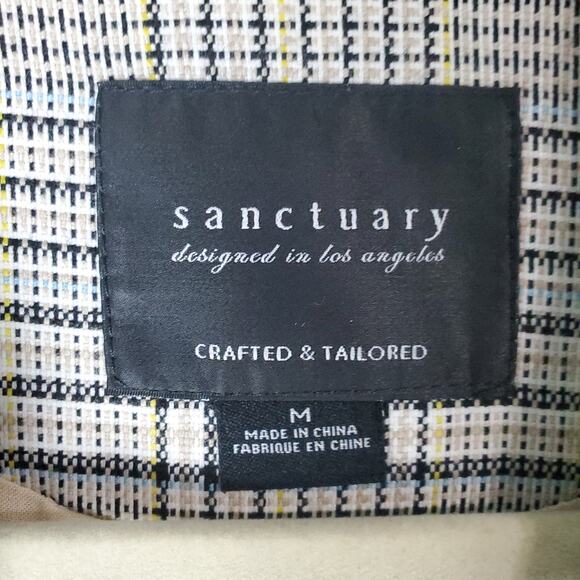 sanctuary
designed in los angeles
CRAFTED & TAILORED
M
MADE IN CHINA
FABRIQUE EN CHINE